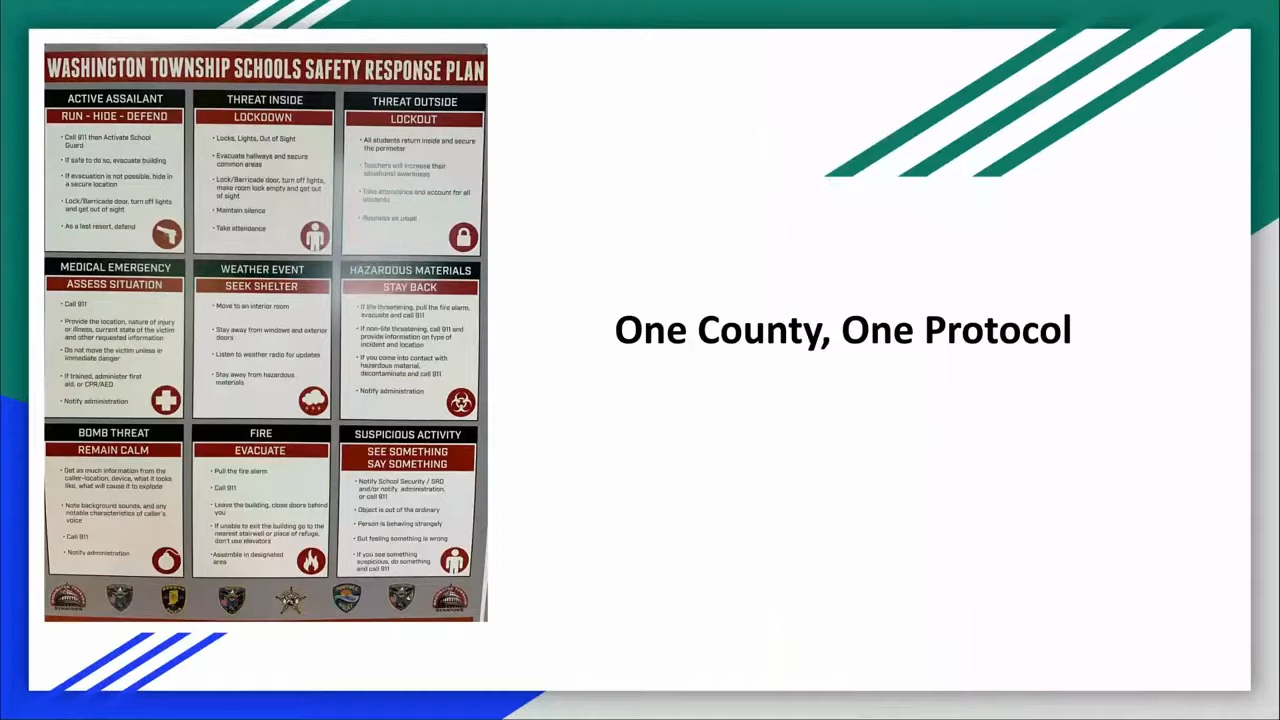 WASHINGTON TOWNSHIP SCHOOLS SAFETY RESPONSE PLAN
ACTIVE ASSAILANT
RUN - HIDE - DEFEND
• Call 911 then Activate School
Guard
• If safe to do so, evacuate building
• If evacuation is not possible, hide in
a secure location
• Lock/Barricade door, turn off lights
and get out of sight
• As a last resort, defend
THREAT INSIDE
LOCKDOWN
• Locks, Lights, Out of Sight
• Evacuate hallways and secure
common areas
• Lock/Barricade door, turn off lights,
make room look empty and get out
of sight
• Maintain silence
• Take attendance
THREAT OUTSIDE
LOCKOUT
• All students return inside and secure
the perimeter
• Teachers will increase their
situational awareness
• Take attendance and account for all
students
• Business as usual
MEDICAL EMERGENCY
ASSESS SITUATION
• Call 911
• Provide the location, nature of injury
or illness, current state of the victim
and other requested information
• Do not move the victim unless in
immediate danger
• If trained, administer first
aid, or CPR/AED
• Notify administration
WEATHER EVENT
SEEK SHELTER
• Move to an interior room
• Stay away from windows and exterior
doors
• Listen to weather radio for updates
• Stay away from hazardous
materials
HAZARDOUS MATERIALS
STAY BACK
• If life threatening, pull the fire alarm,
evacuate and call 911
• If non-life threatening, call 911 and
provide information on type of
incident and location
• If you come into contact with
hazardous material,
decontaminate and call 911
• Notify administration
BOMB THREAT
REMAIN CALM
• Get as much information from the
caller-location, device, what it looks
like, what will cause it to explode
• Note background sounds, and any
notable characteristics of caller's
voice
• Call 911
• Notify administration
FIRE
EVACUATE
• Pull the fire alarm
• Call 911
• Leave the building, close doors behind
you
• If unable to exit the building go to the
nearest stairwell or place of refuge,
don't use elevators
• Assemble in designated
area
SUSPICIOUS ACTIVITY
SEE SOMETHING
SAY SOMETHING
• Notify School Security / SRO
and/or notify administration,
or call 911
• Object is out of the ordinary
• Person is behaving strangely
• Gut feeling something is wrong
• If you see something
suspicious, do something
and call 911
One County, One Protocol